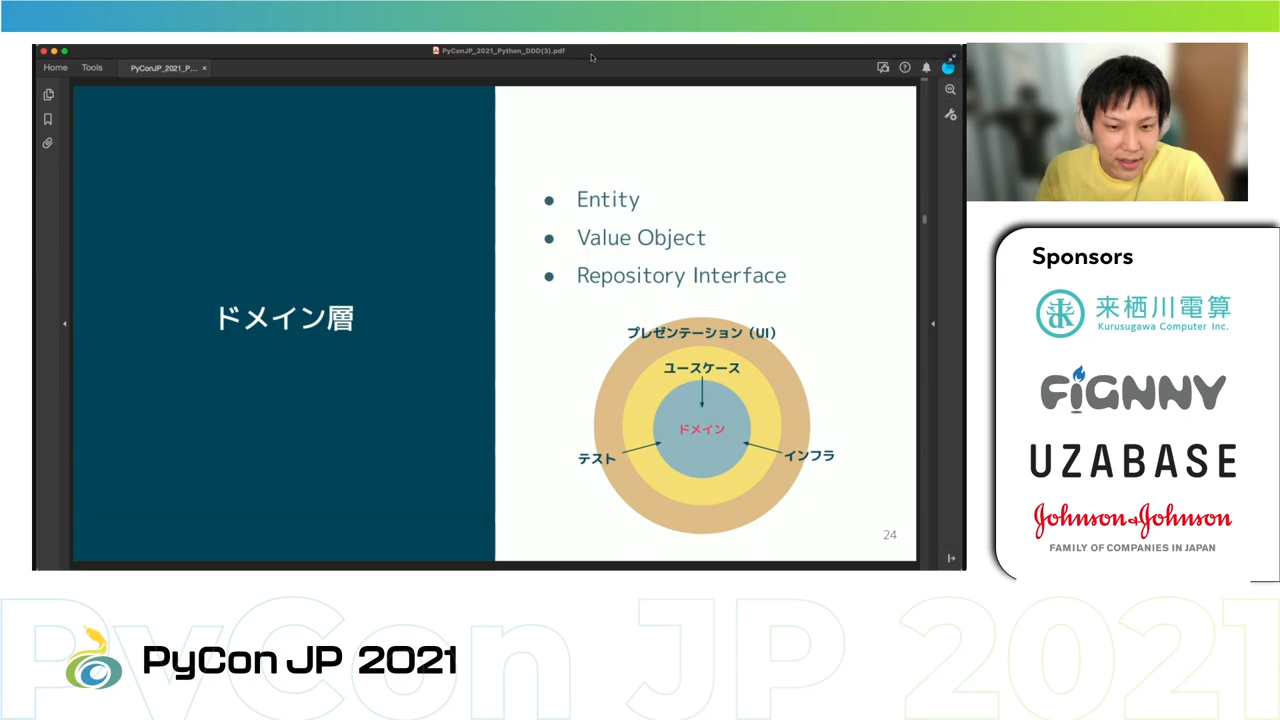 PyConJP_2021_Python_DDD(3).pdf
Home Tools PyConJP_2021_P... ×
ドメイン層
● Entity
● Value Object
● Repository Interface
プレゼンテーション（UI）
ユースケース
ドメイン
テスト
インフラ
24
Sponsors
来栖川電算
Kurusugawa Computer Inc.
FiGNNY
UZABASE
Johnson&Johnson
FAMILY OF COMPANIES IN JAPAN
PyCon JP 2021
PyCon JP 2021